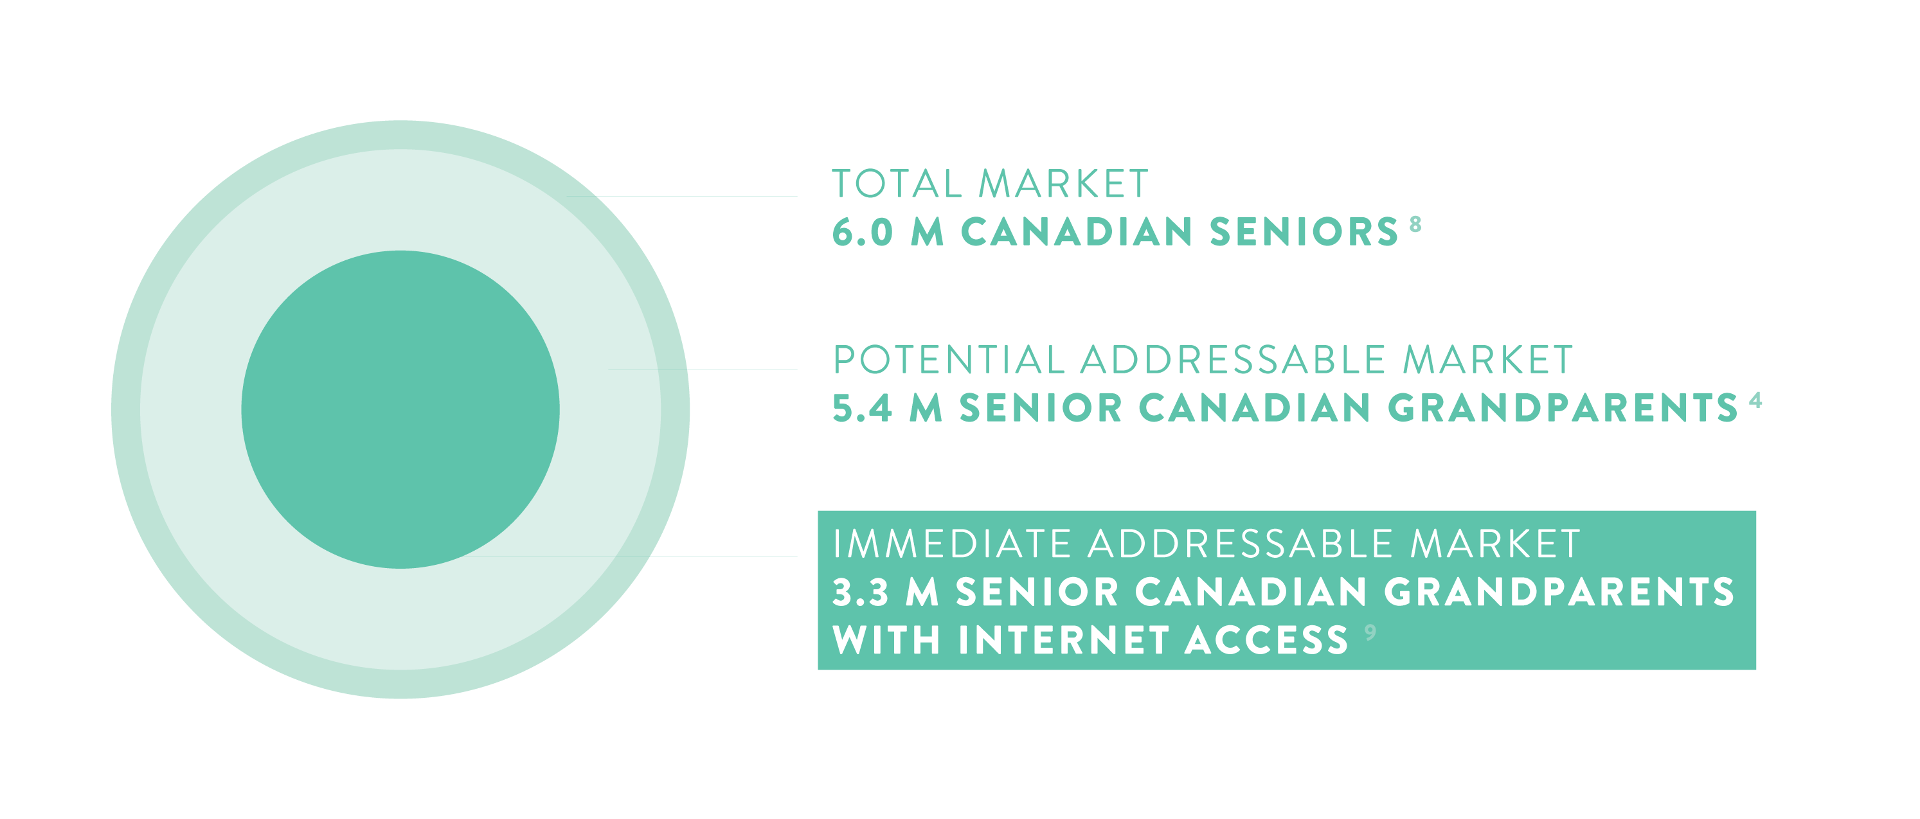 TOTAL MARKET
6.0 M CANADIAN SENIORS 8
POTENTIAL ADDRESSABLE MARKET
5.4 M SENIOR CANADIAN GRANDPARENTS 4
IMMEDIATE ADDRESSABLE MARKET
3.3 M SENIOR CANADIAN GRANDPARENTS
WITH INTERNET ACCESS 9